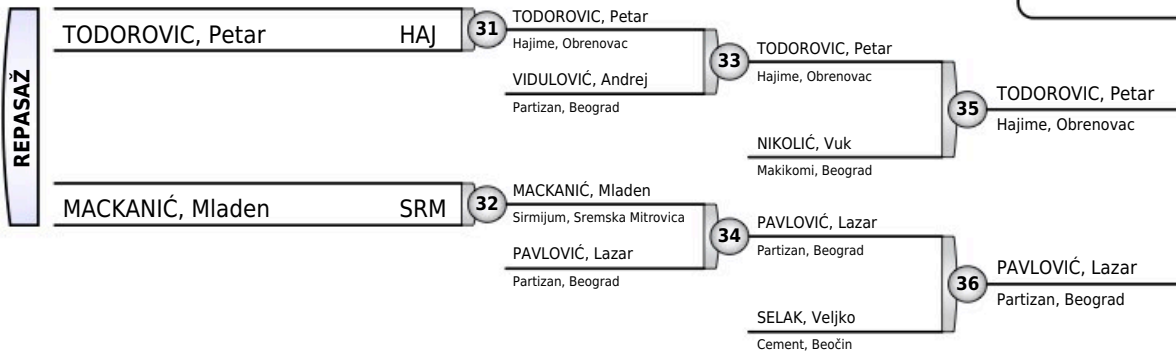 REPASAŽ
TODOROVIC, Petar HAJ
31
TODOROVIC, Petar
Hajime, Obrenovac
VIDULOVIĆ, Andrej
Partizan, Beograd
33
TODOROVIC, Petar
Hajime, Obrenovac
NIKOLIĆ, Vuk
Makikomi, Beograd
35
TODOROVIC, Petar
Hajime, Obrenovac
MACKANIĆ, Mladen SRM
32
MACKANIĆ, Mladen
Sirmijum, Sremska Mitrovica
PAVLOVIĆ, Lazar
Partizan, Beograd
34
PAVLOVIĆ, Lazar
Partizan, Beograd
SELAK, Veljko
Cement, Beočin
36
PAVLOVIĆ, Lazar
Partizan, Beograd